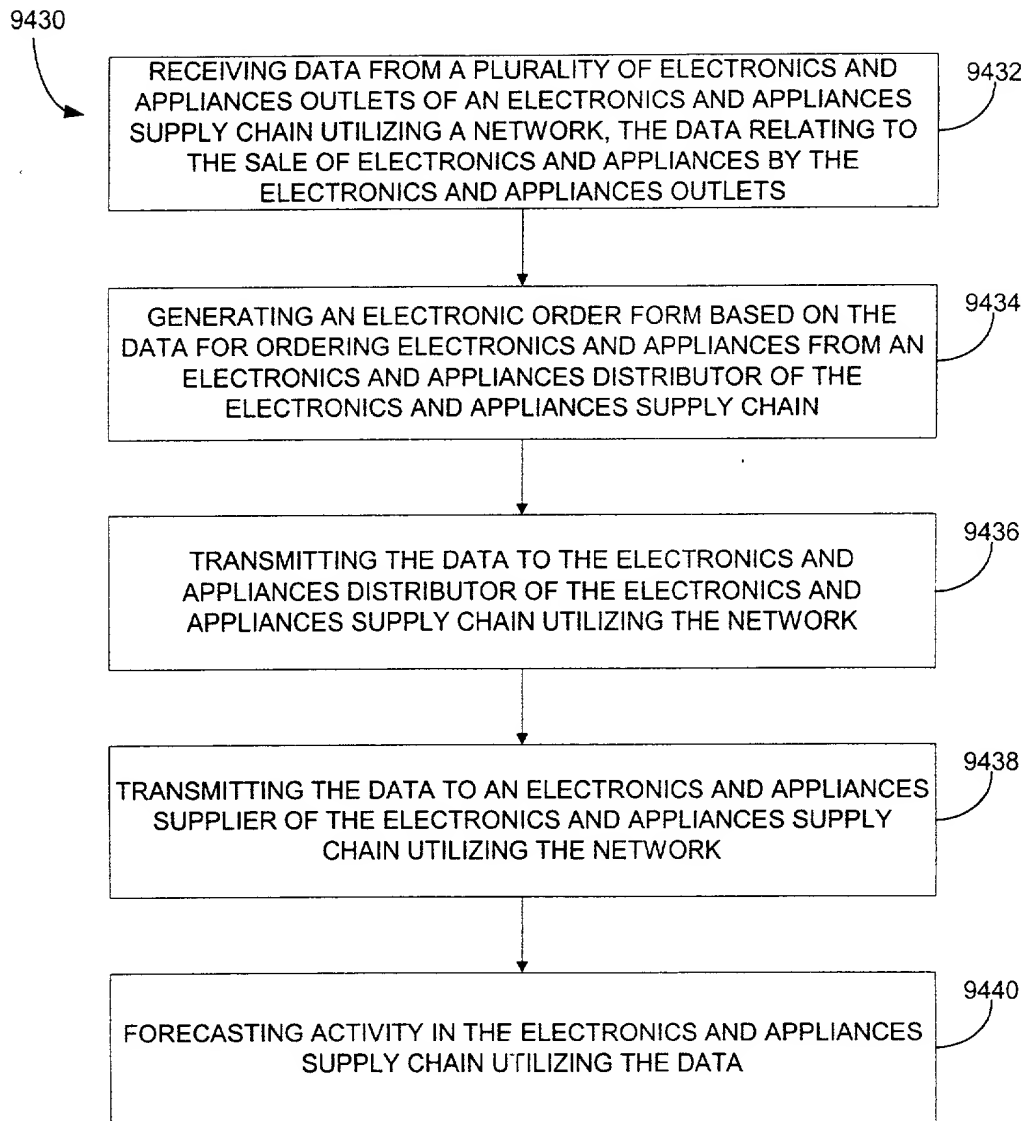 9430
RECEIVING DATA FROM A PLURALITY OF ELECTRONICS AND
APPLIANCES OUTLETS OF AN ELECTRONICS AND APPLIANCES
SUPPLY CHAIN UTILIZING A NETWORK, THE DATA RELATING TO
THE SALE OF ELECTRONICS AND APPLIANCES BY THE
ELECTRONICS AND APPLIANCES OUTLETS
9432
GENERATING AN ELECTRONIC ORDER FORM BASED ON THE
DATA FOR ORDERING ELECTRONICS AND APPLIANCES FROM AN
ELECTRONICS AND APPLIANCES DISTRIBUTOR OF THE
ELECTRONICS AND APPLIANCES SUPPLY CHAIN
9434
TRANSMITTING THE DATA TO THE ELECTRONICS AND
APPLIANCES DISTRIBUTOR OF THE ELECTRONICS AND
APPLIANCES SUPPLY CHAIN UTILIZING THE NETWORK
9436
TRANSMITTING THE DATA TO AN ELECTRONICS AND APPLIANCES
SUPPLIER OF THE ELECTRONICS AND APPLIANCES SUPPLY
CHAIN UTILIZING THE NETWORK
9438
FORECASTING ACTIVITY IN THE ELECTRONICS AND APPLIANCES
SUPPLY CHAIN UTILIZING THE DATA
9440